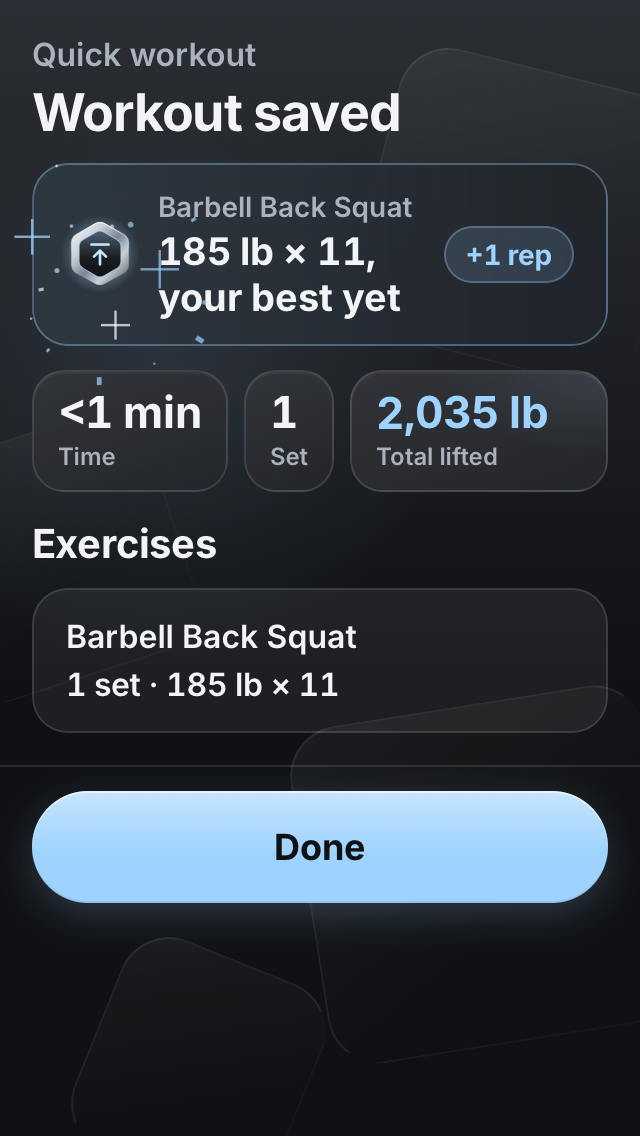 Quick workout
Workout saved
Barbell Back Squat
185 lb × 11,
your best yet
+1 rep
<1 min
Time
1
Set
2,035 lb
Total lifted
Exercises
Barbell Back Squat
1 set · 185 lb × 11
Done